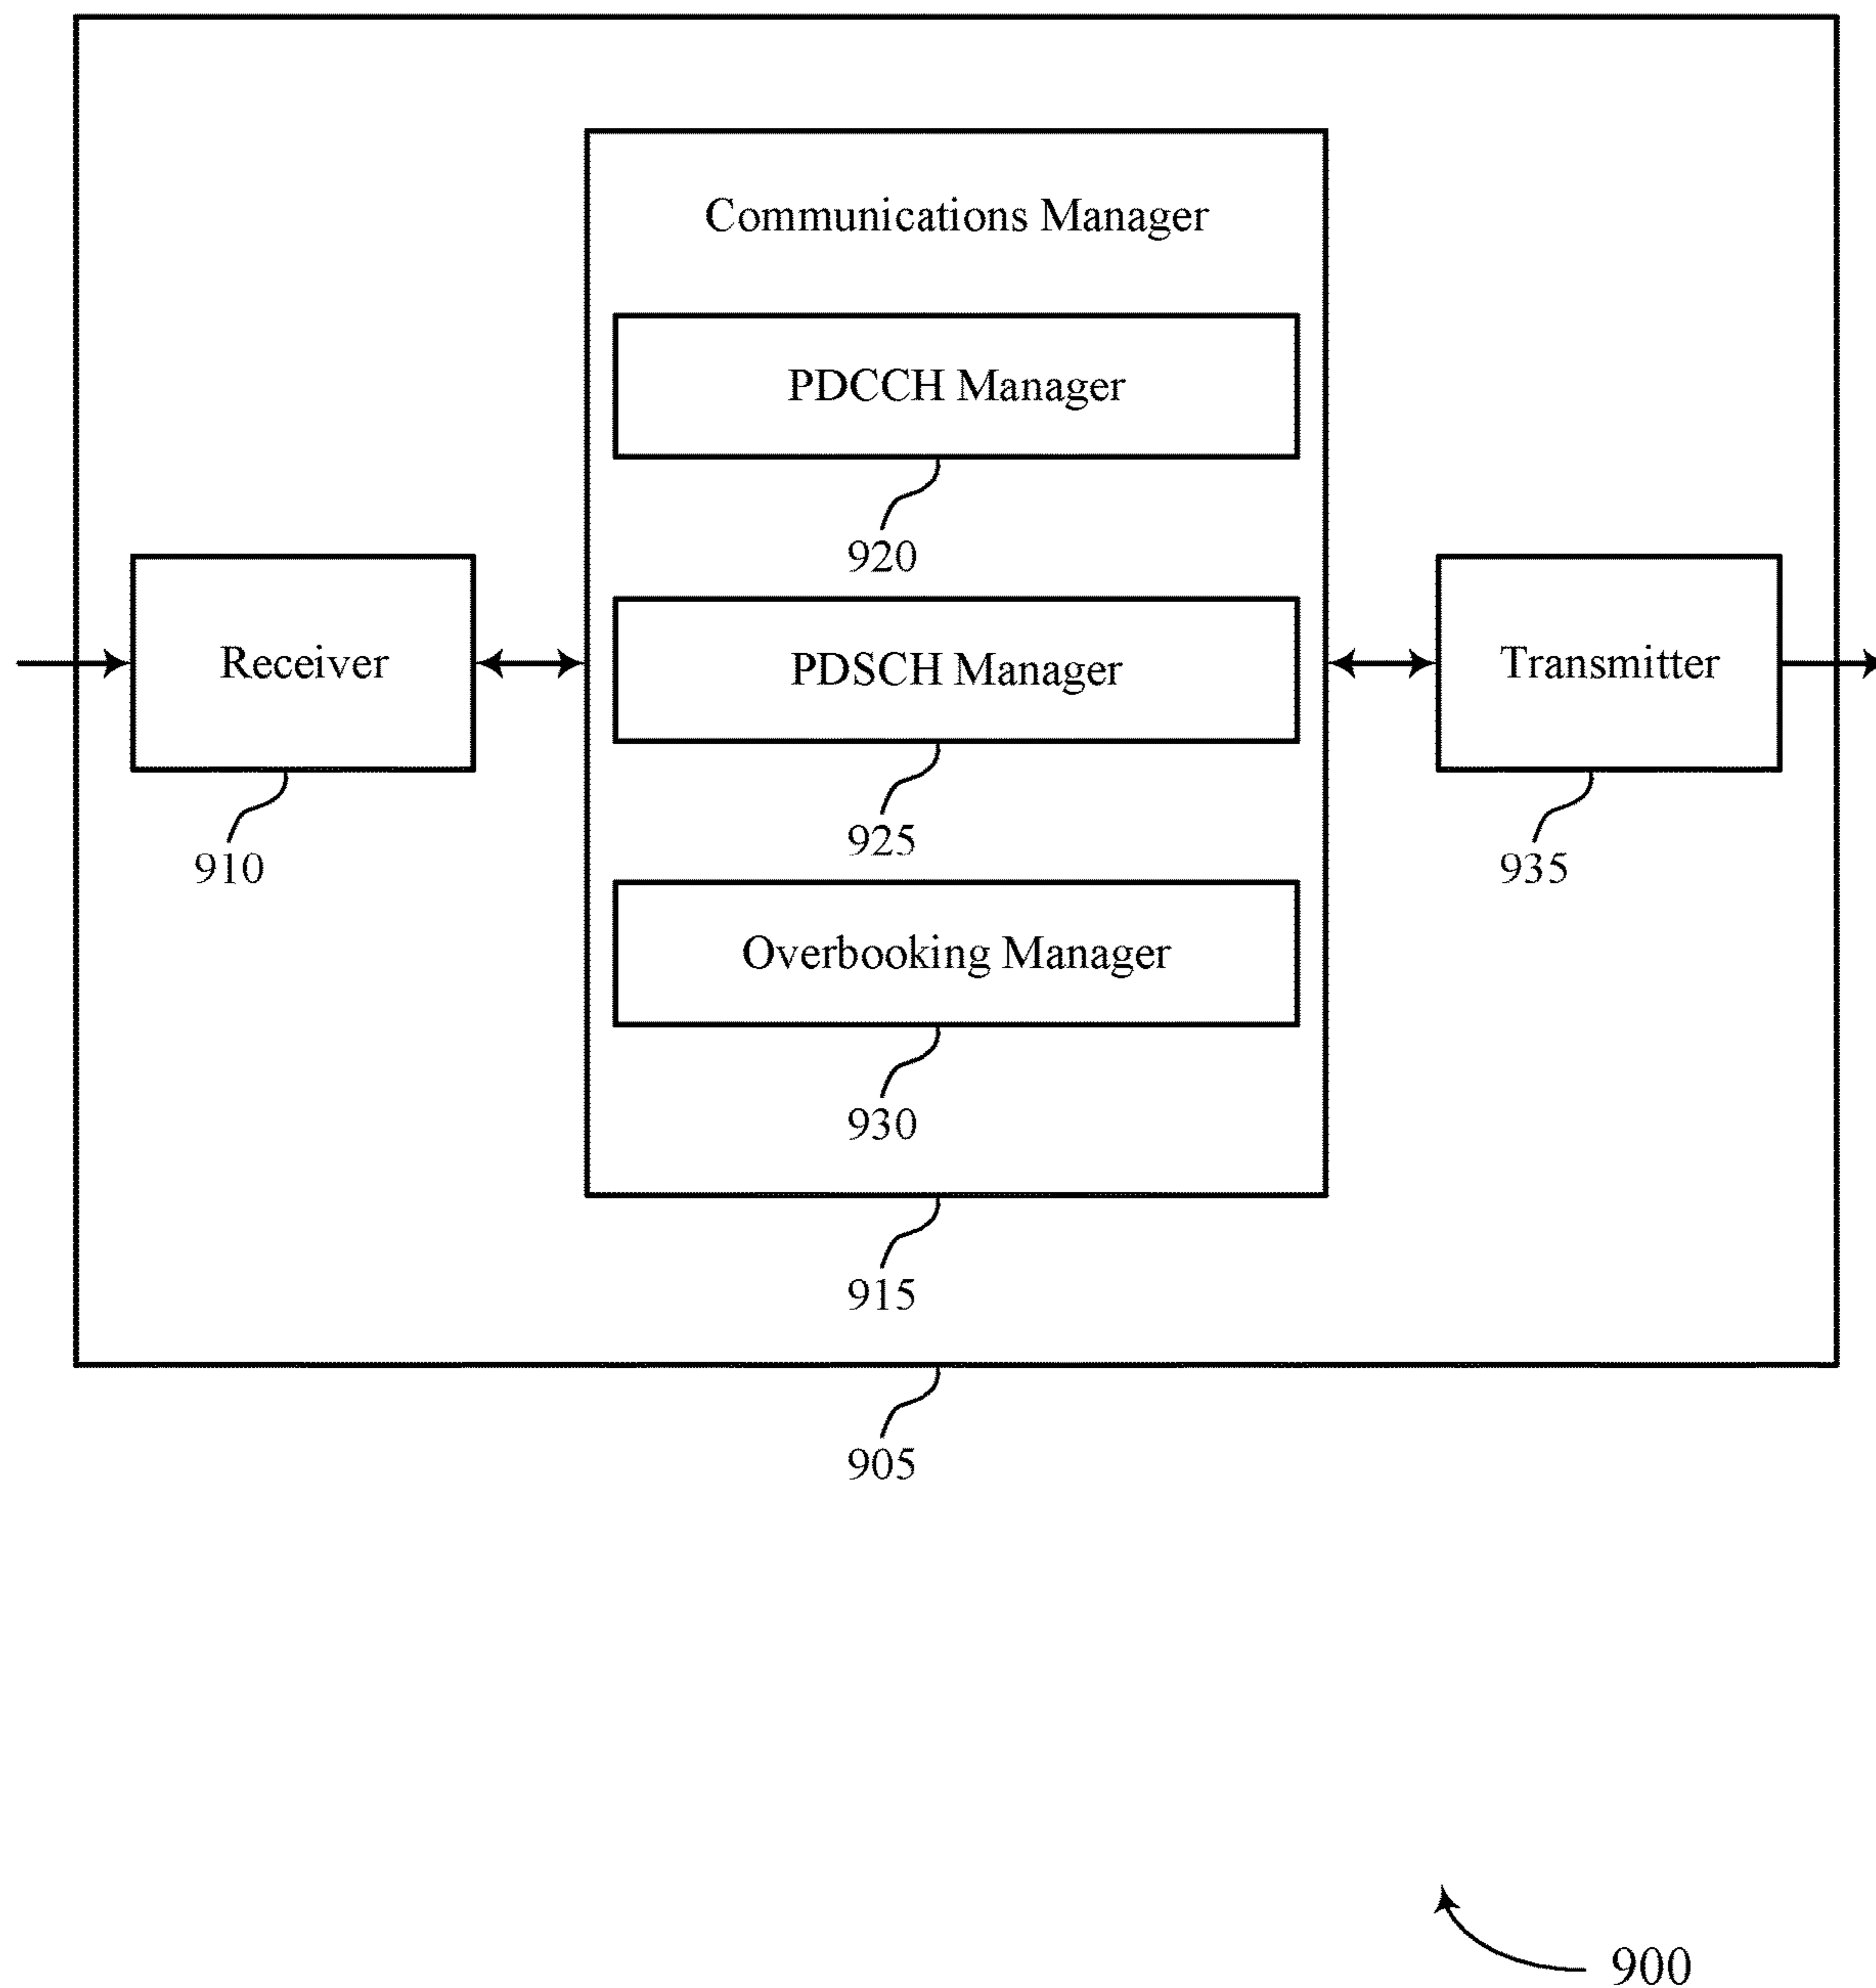 Communications Manager
PDCCH Manager
920
Receiver
910
PDSCH Manager
925
Transmitter
935
Overbooking Manager
930
915
905
900